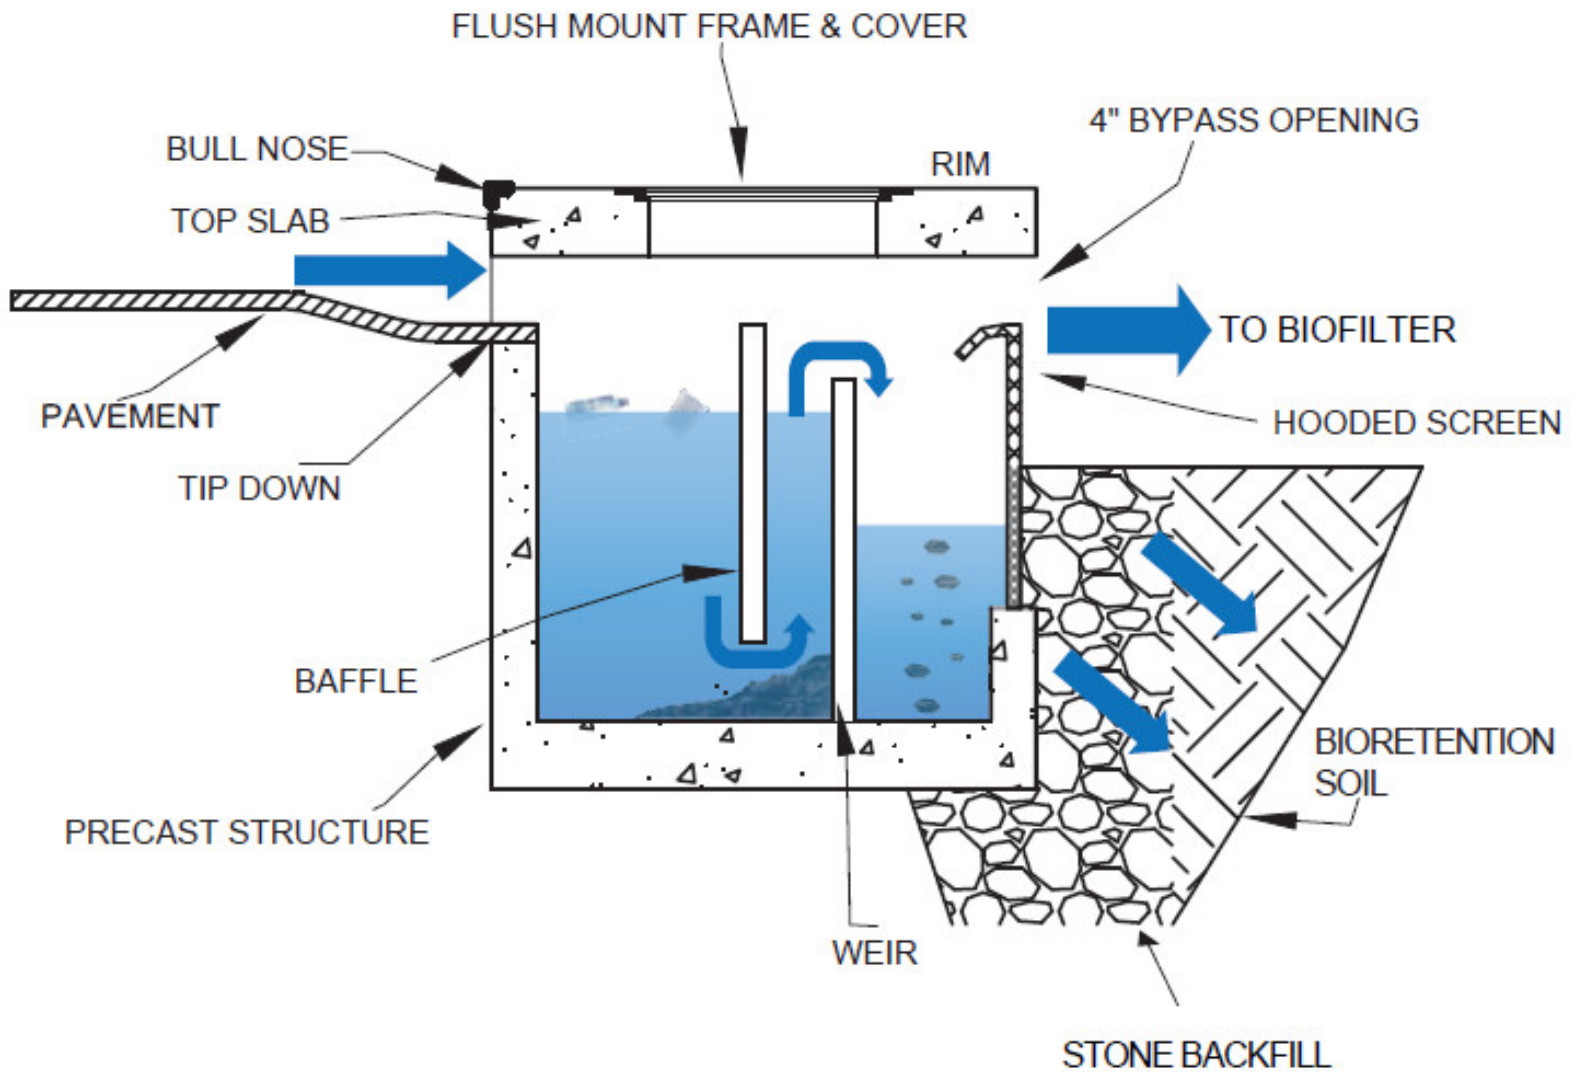 FLUSH MOUNT FRAME & COVER
4" BYPASS OPENING
BULL NOSE
RIM
TOP SLAB
TO BIOFILTER
PAVEMENT
HOODED SCREEN
TIP DOWN
BAFFLE
BIORETENTION
SOIL
PRECAST STRUCTURE
WEIR
STONE BACKFILL